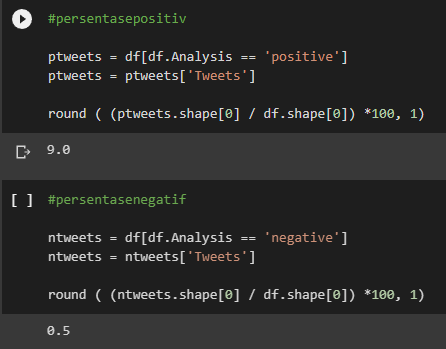 #persentasepositiv
ptweets = df[df.Analysis == 'positive']
ptweets = ptweets['Tweets']
round ( (ptweets.shape[0] / df.shape[0]) *100, 1)
9.0
[ ] #persentasenegatif
ntweets = df[df.Analysis == 'negative']
ntweets = ntweets['Tweets']
round ( (ntweets.shape[0] / df.shape[0]) *100, 1)
0.5